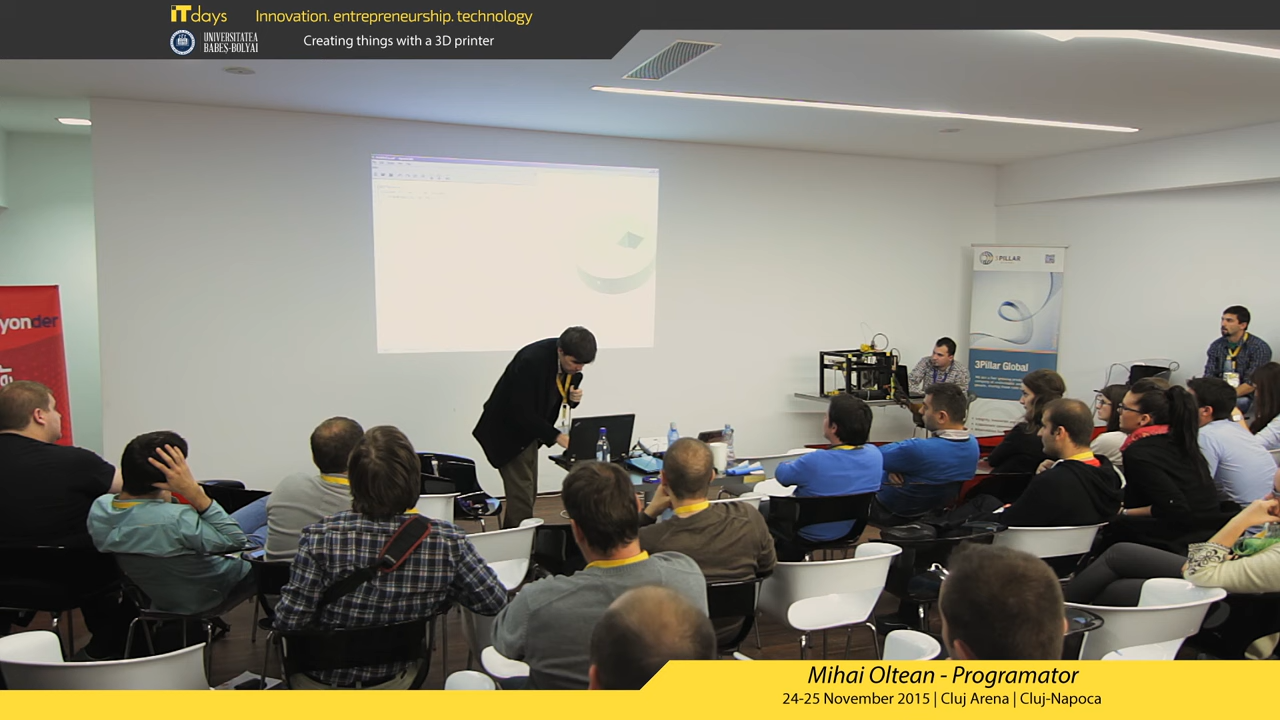 iTdays
Innovation. entrepreneurship. technology
UNIVERSITATEA
BABEȘ-BOLYAI
Creating things with a 3D printer
3PILLAR
yonder
3Pillar Global
Mihai Oltean - Programator
24-25 November 2015 | Cluj Arena | Cluj-Napoca